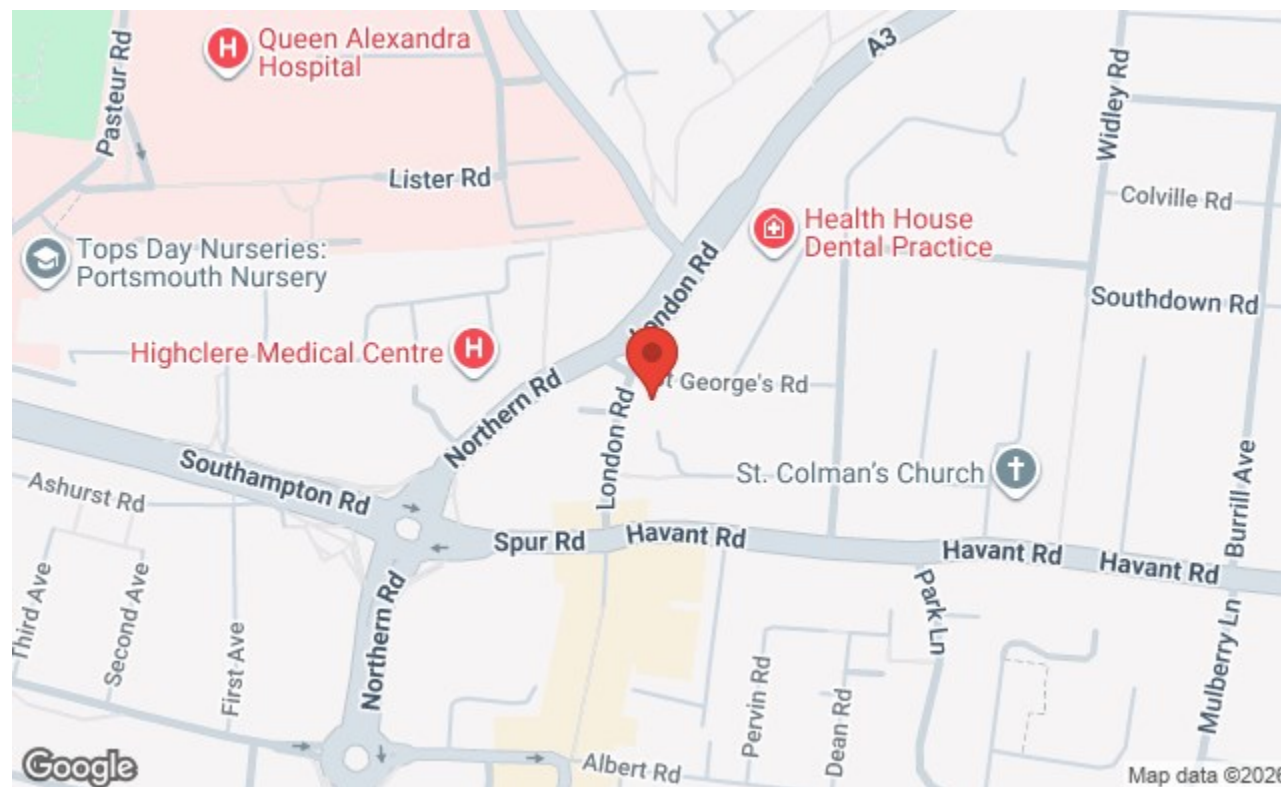 A3
Queen Alexandra
Hospital
Pasteur Rd
Widley Rd
Lister Rd
Colville Rd
Health House
Dental Practice
Tops Day Nurseries:
Portsmouth Nursery
London Rd
Southdown Rd
Highclere Medical Centre
St George's Rd
Northern Rd
London Rd
Southampton Rd
St. Colman's Church
Ashurst Rd
Burrill Ave
Spur Rd
Havant Rd
Havant Rd
Havant Rd
Third Ave
Second Ave
First Ave
Northern Rd
Park Ln
Mulberry Ln
Pervin Rd
Dean Rd
Albert Rd
Google
Map data ©2026